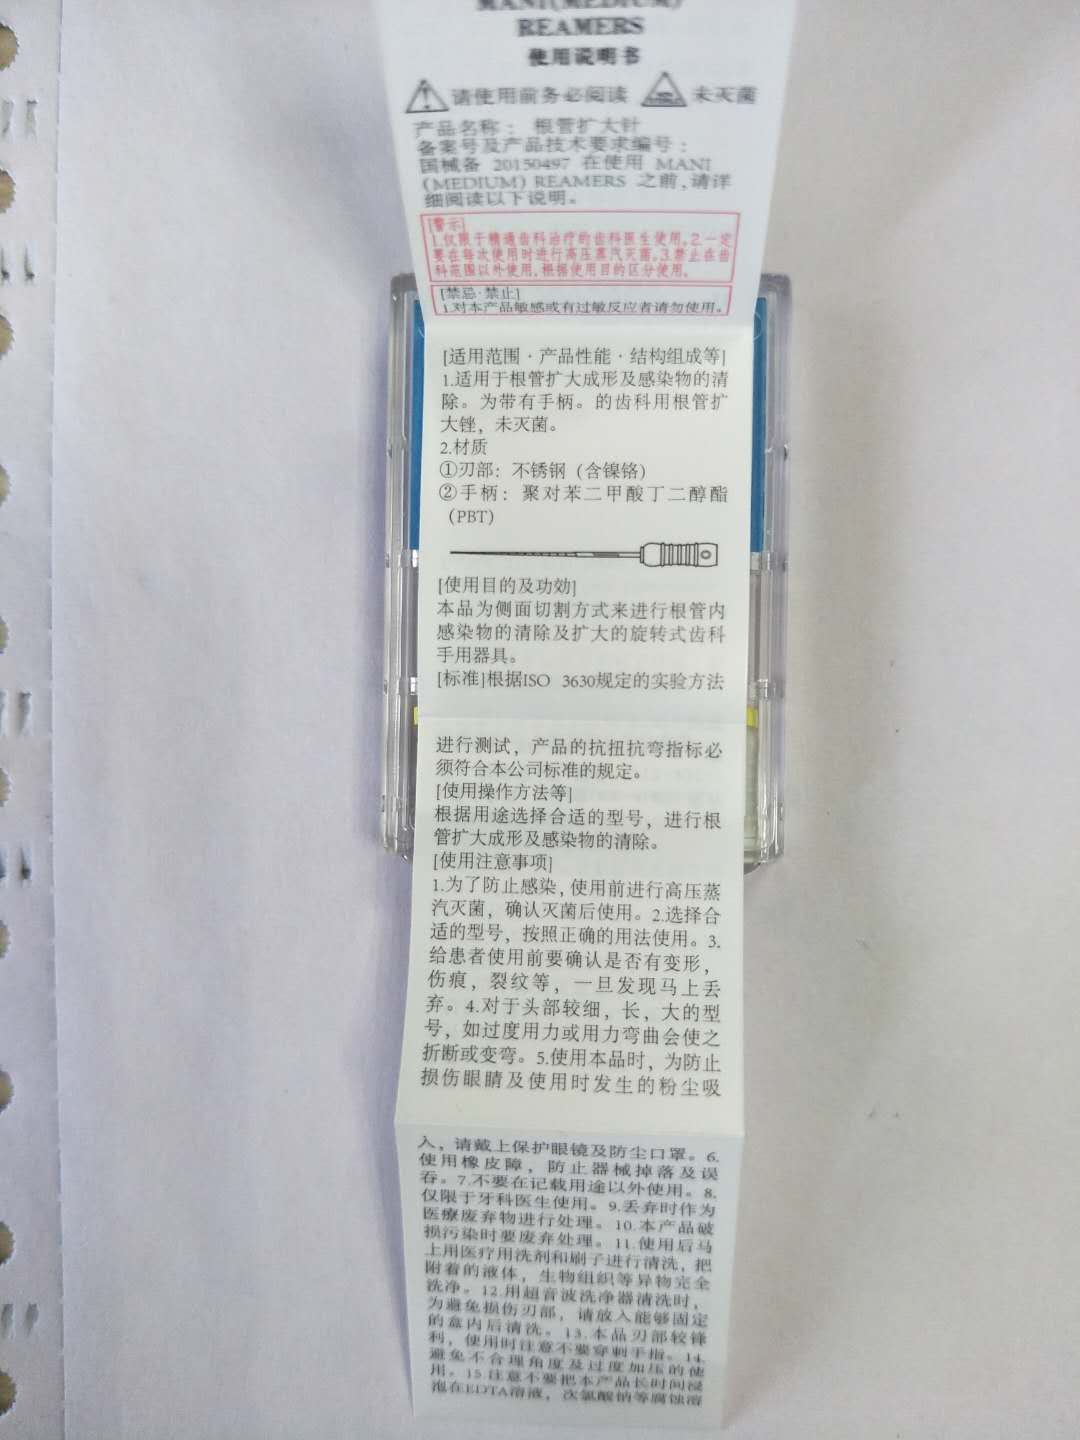 MANI(MEDIUM)
REAMERS
使用说明书
请使用前务必阅读 未灭菌
产品名称：根管扩大针
备案号及产品技术要求编号：
国械备 20150497 在使用 MANI
(MEDIUM) REAMERS 之前,请详
细阅读以下说明。
[警示]
1.仅限于精通齿科治疗的齿科医生使用。2.一定
要在每次使用时进行高压蒸汽灭菌。3.禁止在齿
科范围以外使用,根据使用目的区分使用。
[禁忌·禁止]
1.对本产品敏感或有过敏反应者请勿使用。
[适用范围·产品性能·结构组成等]
1.适用于根管扩大成形及感染物的清
除。为带有手柄。的齿科用根管扩
大锉，未灭菌。
2.材质
①刃部：不锈钢（含镍铬）
②手柄：聚对苯二甲酸丁二醇酯
（PBT）
[使用目的及功効]
本品为侧面切割方式来进行根管内
感染物的清除及扩大的旋转式齿科
手用器具。
[标准]根据ISO 3630规定的实验方法
进行测试，产品的抗扭抗弯指标必
须符合本公司标准的规定。
[使用操作方法等]
根据用途选择合适的型号，进行根
管扩大成形及感染物的清除。
[使用注意事项]
1.为了防止感染,使用前进行高压蒸
汽灭菌，确认灭菌后使用。2.选择合
适的型号，按照正确的用法使用。3.
给患者使用前要确认是否有变形，
伤痕，裂纹等，一旦发现马上丢
弃。4.对于头部较细，长，大的型
号，如过度用力或用力弯曲会使之
折断或变弯。5.使用本品时，为防止
损伤眼睛及使用时发生的粉尘吸
入，请戴上保护眼镜及防尘口罩。6.
使用橡皮障，防止器械掉落及误
吞。7.不要在记载用途以外使用。8.
仅限于牙科医生使用。9.丢弃时作为
医療废弃物进行处理。10.本产品破
损污染时要废弃处理。11.使用后马
上用医疗用洗剂和刷子进行清洗，把
附着的液体，生物组织等异物完全
洗净。12.用超音波洗净器清洗时，
为避免损伤刃部，请放入能够固定
的盒内后清洗。13.本品刃部较锋
利，使用时注意不要穿刺手指。14.
避免不合理角度及过度加压的使
用。15.注意不要把本产品长时间浸
泡在EDTA溶液，次氯酸钠等腐蚀溶